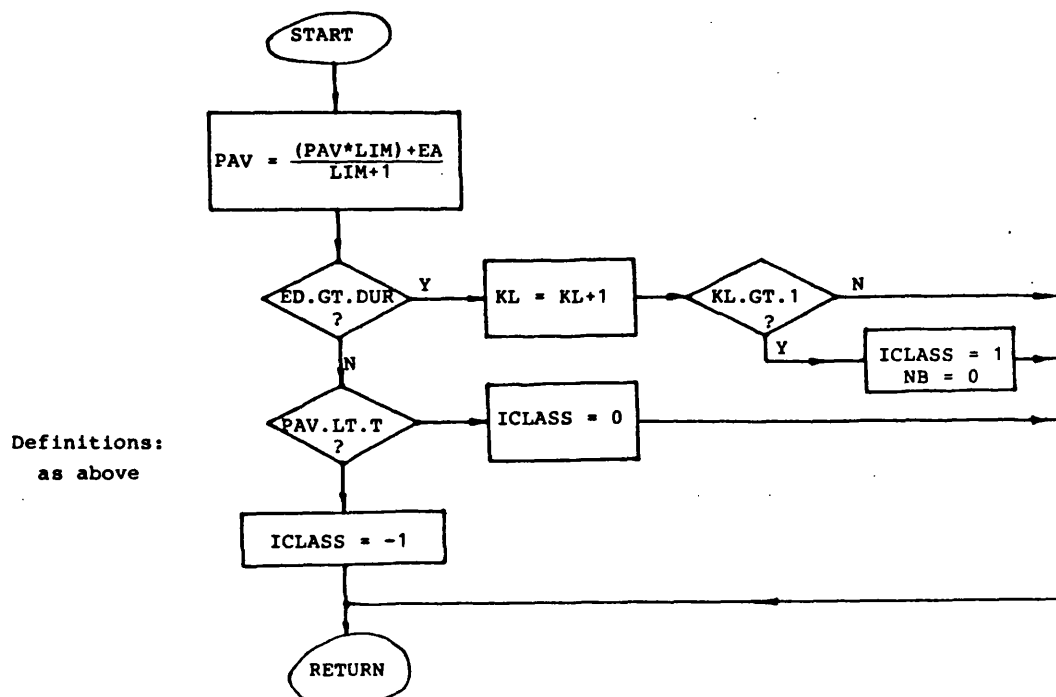 START
PAV = (PAV*LIM)+EA
LIM+1
ED.GT.DUR
?
Y
KL = KL+1
KL.GT.1
?
N
Y
ICLASS = 1
NB = 0
N
PAV.LT.T
?
ICLASS = 0
Definitions:
as above
ICLASS = -1
RETURN